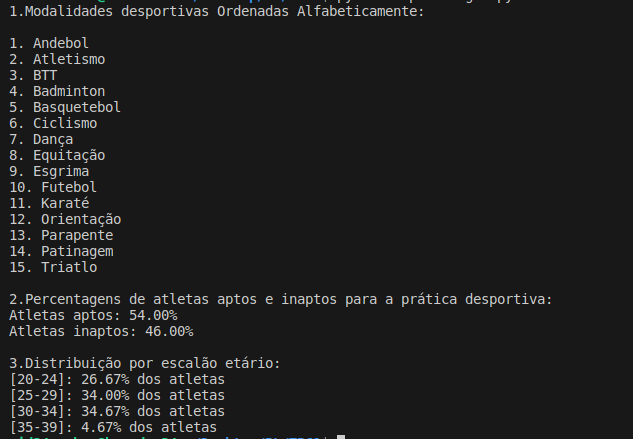 1.Modalidades desportivas Ordenadas Alfabeticamente:
1. Andebol
2. Atletismo
3. BTT
4. Badminton
5. Basquetebol
6. Ciclismo
7. Dança
8. Equitação
9. Esgrima
10. Futebol
11. Karaté
12. Orientação
13. Parapente
14. Patinagem
15. Triatlo
2.Percentagens de atletas aptos e inaptos para a prática desportiva:
Atletas aptos: 54.00%
Atletas inaptos: 46.00%
3.Distribuição por escalão etário:
[20-24]: 26.67% dos atletas
[25-29]: 34.00% dos atletas
[30-34]: 34.67% dos atletas
[35-39]: 4.67% dos atletas